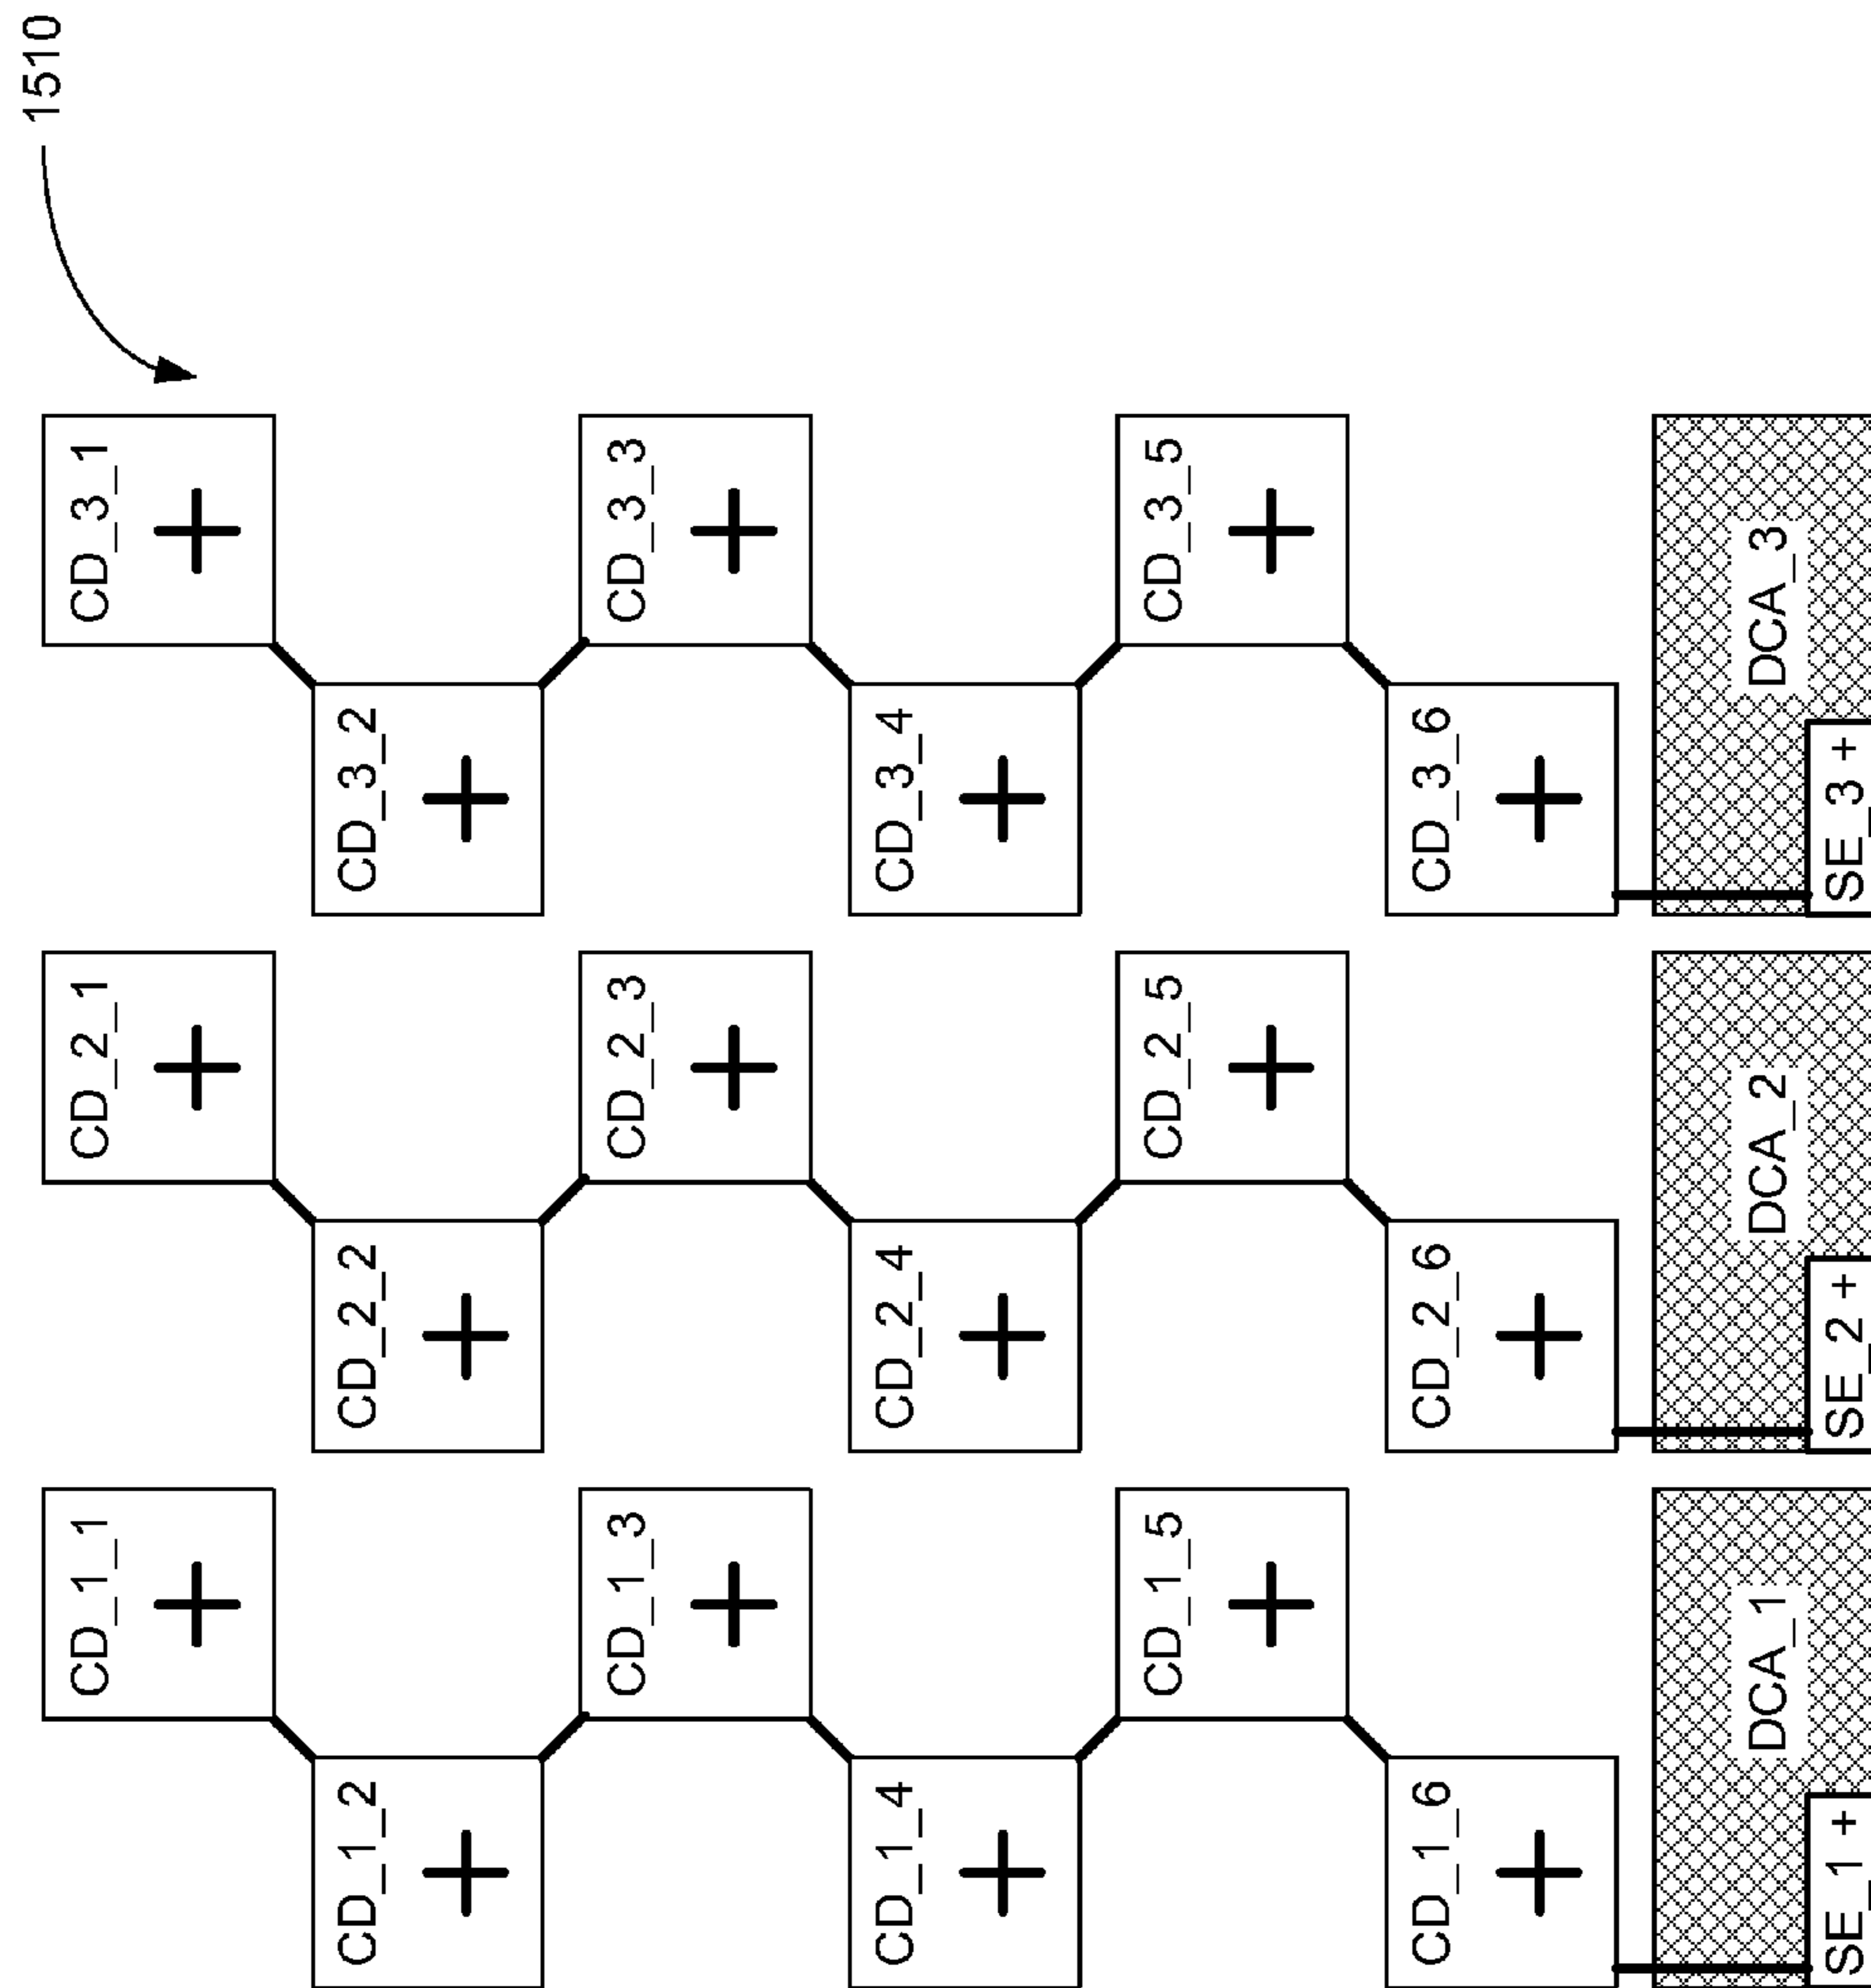 1510
CD_1_1
CD_2_1
CD_3_1
CD_1_2
CD_2_2
CD_3_2
CD_1_3
CD_2_3
CD_3_3
CD_1_4
CD_2_4
CD_3_4
CD_1_5
CD_2_5
CD_3_5
CD_1_6
CD_2_6
CD_3_6
DCA_1
DCA_2
DCA_3
SE_1 +
SE_2 +
SE_3 +